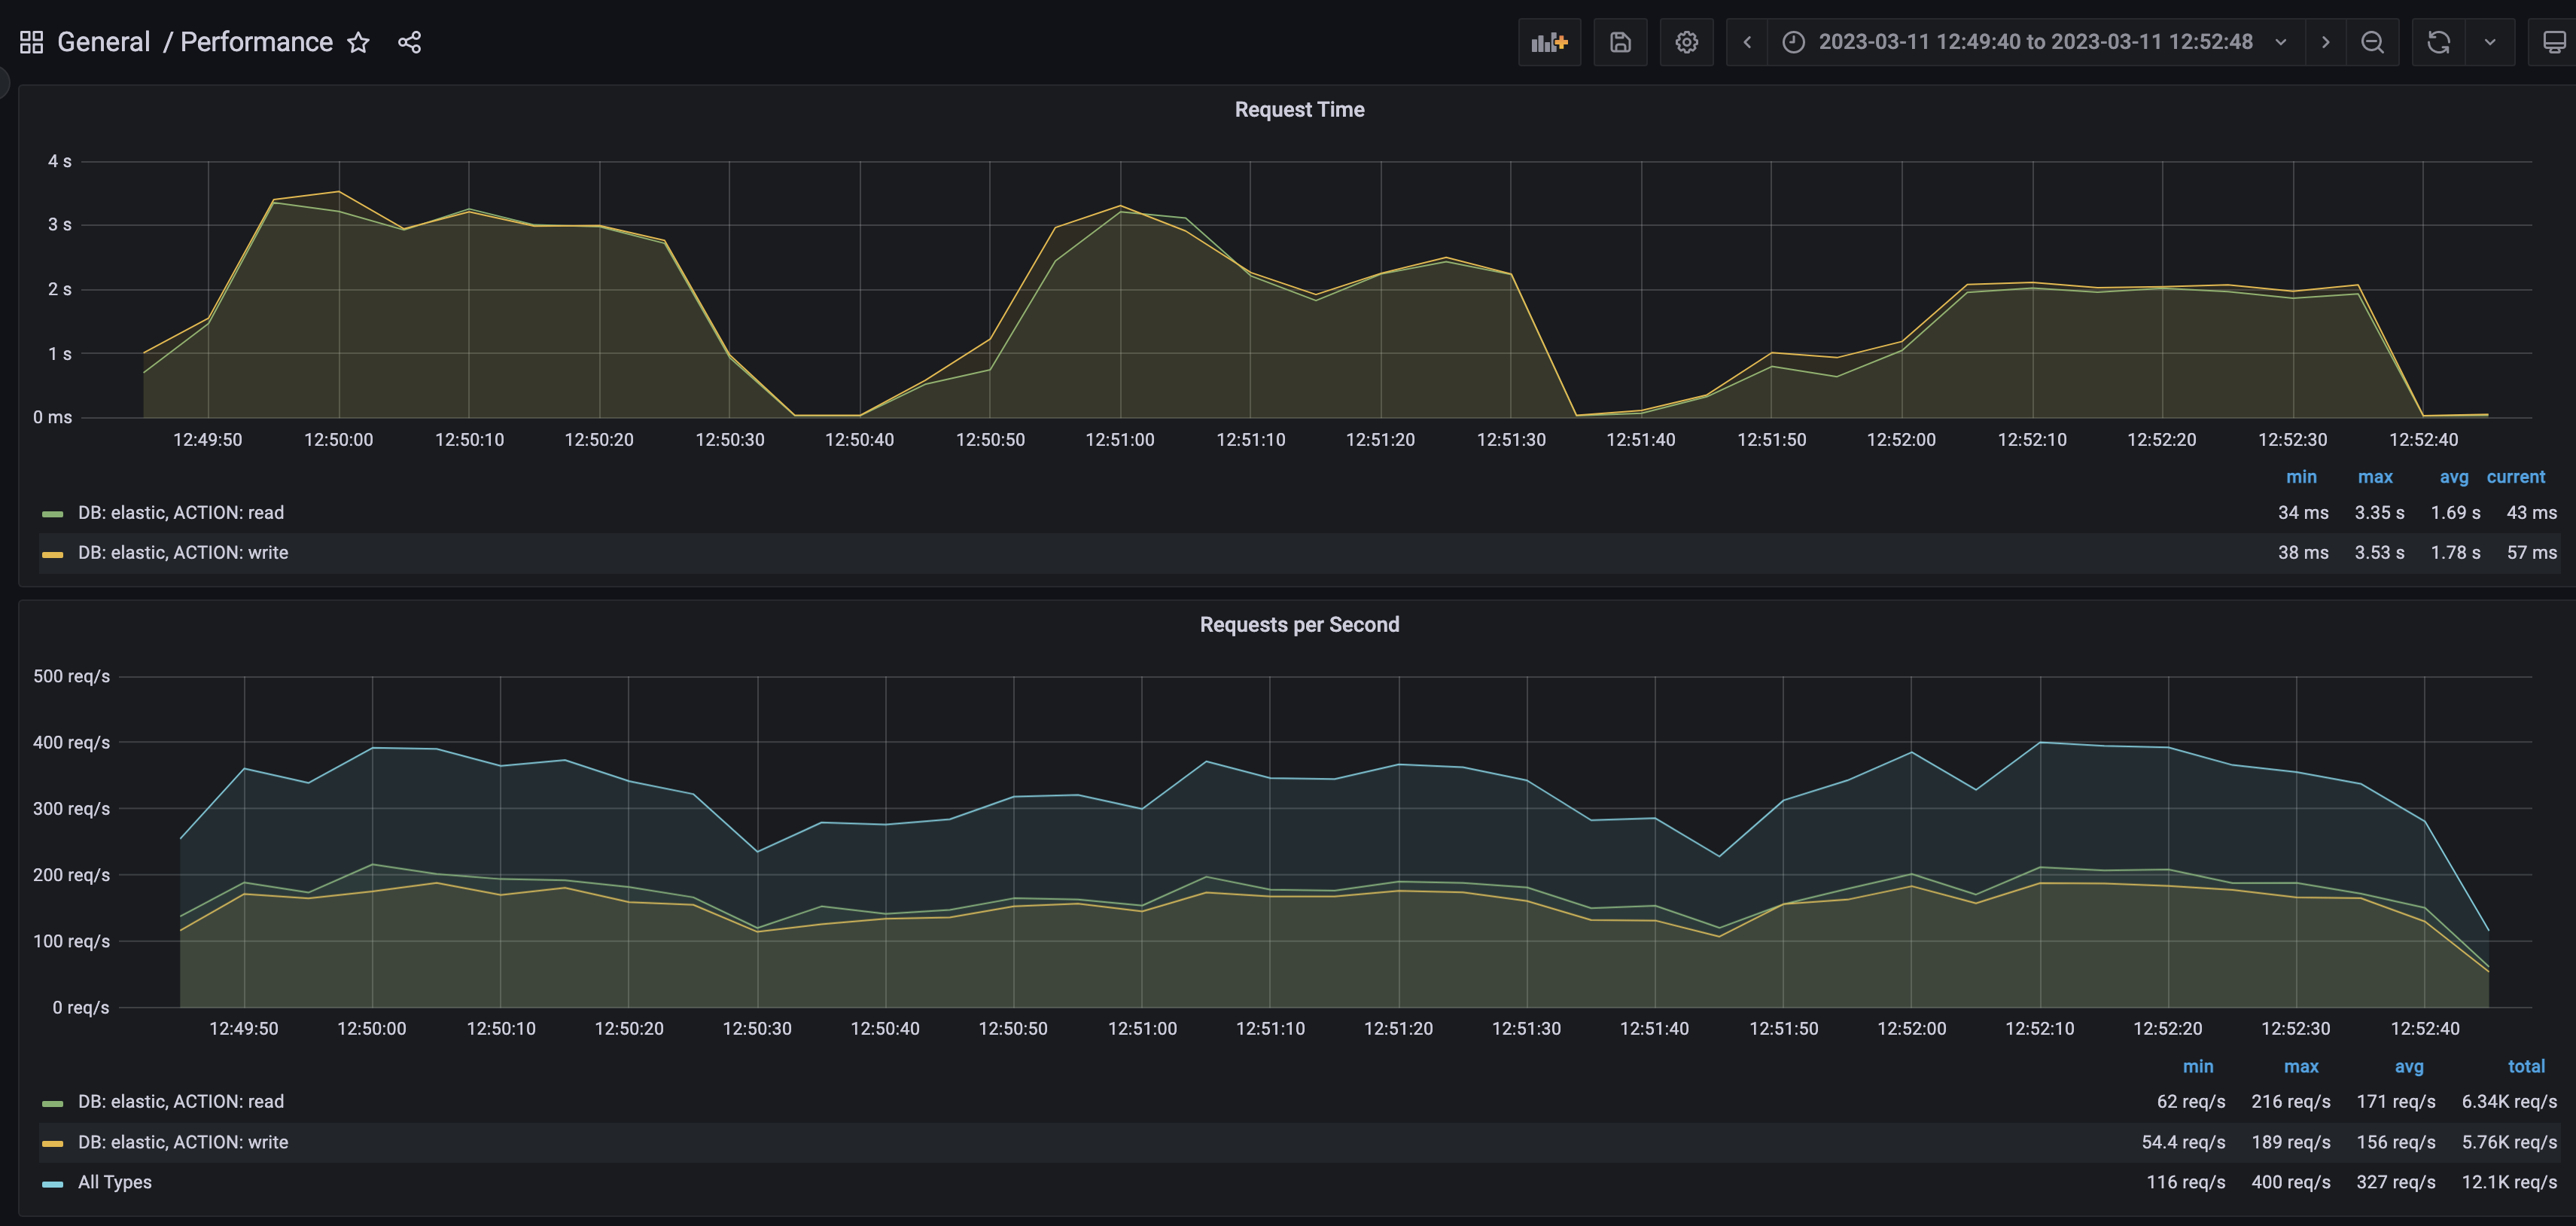 General / Performance
2023-03-11 12:49:40 to 2023-03-11 12:52:48
Request Time
4 s
3 s
2 s
1 s
0 ms
12:49:50 12:50:00 12:50:10 12:50:20 12:50:30 12:50:40 12:50:50 12:51:00 12:51:10 12:51:20 12:51:30 12:51:40 12:51:50 12:52:00 12:52:10 12:52:20 12:52:30 12:52:40
min max avg current
DB: elastic, ACTION: read 34 ms 3.35 s 1.69 s 43 ms
DB: elastic, ACTION: write 38 ms 3.53 s 1.78 s 57 ms
Requests per Second
500 req/s
400 req/s
300 req/s
200 req/s
100 req/s
0 req/s
12:49:50 12:50:00 12:50:10 12:50:20 12:50:30 12:50:40 12:50:50 12:51:00 12:51:10 12:51:20 12:51:30 12:51:40 12:51:50 12:52:00 12:52:10 12:52:20 12:52:30 12:52:40
min max avg total
DB: elastic, ACTION: read 62 req/s 216 req/s 171 req/s 6.34K req/s
DB: elastic, ACTION: write 54.4 req/s 189 req/s 156 req/s 5.76K req/s
All Types 116 req/s 400 req/s 327 req/s 12.1K req/s